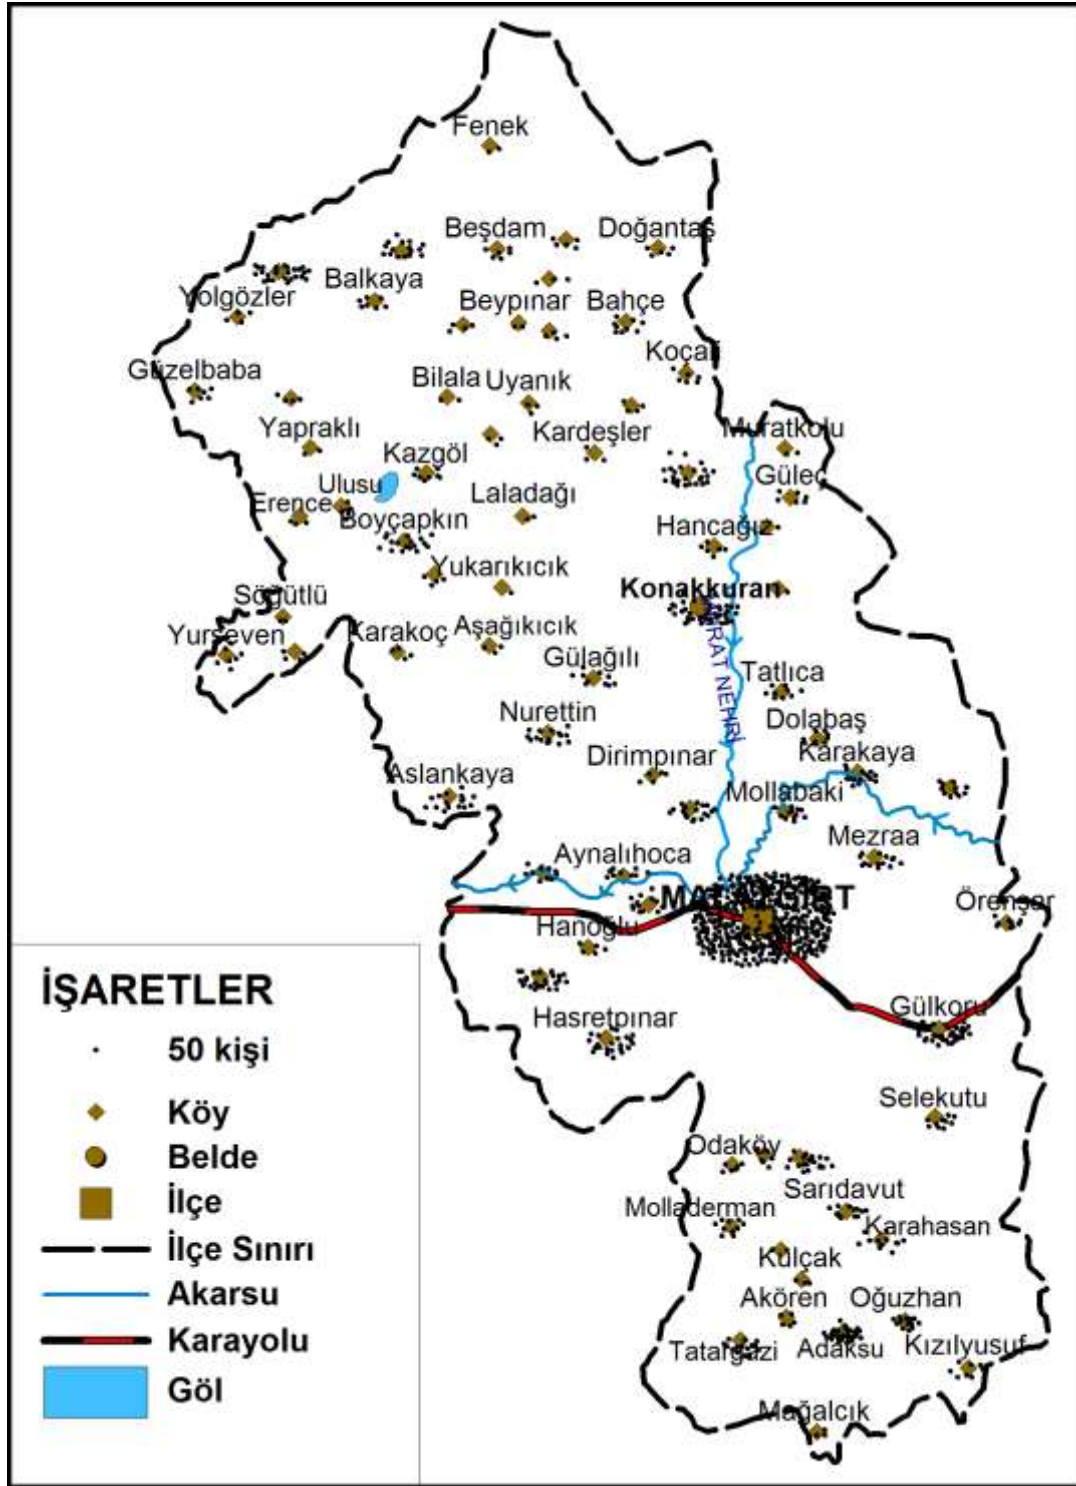 Fenek
Beşdam
Doğantaş
Balkaya
Yolgözler
Beypınar
Bahçe
Koçali
Güzelbaba
Bilala
Uyanık
Yapraklı
Kardeşler
Muratkolu
Kazgöl
Ulusu
Güleç
Erence
Laladağı
Boyçapkın
Hancağız
Yukarıkıcık
Konakkuran
Söğütlü
Yurseven
Karakoç
Aşağıkıcık
Gülağılı
MURAT NEHRİ
Tatlıca
Nurettin
Dolabaş
Dirimpınar
Karakaya
Aslankaya
Mollabaki
Mezraa
Aynalıhoca
MALAZGİRT
Örenşar
Hanoğlu
Gülkoru
Hasretpınar
Selekutu
Odaköy
Sarıdavut
Molladerman
Karahasan
Kulçak
Akören
Oğuzhan
Tatargazi
Adaksu
Kızılyusuf
Mağalcık
İŞARETLER
50 kişi
Köy
Belde
İlçe
İlçe Sınırı
Akarsu
Karayolu
Göl